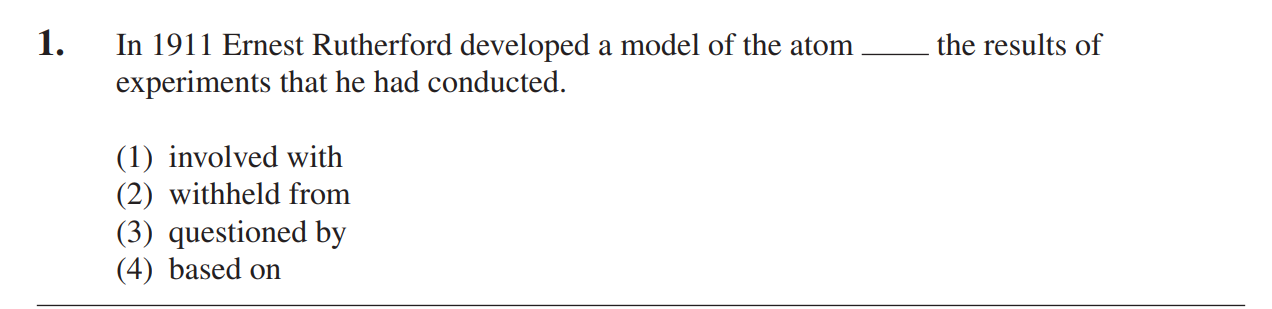 1. In 1911 Ernest Rutherford developed a model of the atom ____ the results of
experiments that he had conducted.
(1) involved with
(2) withheld from
(3) questioned by
(4) based on